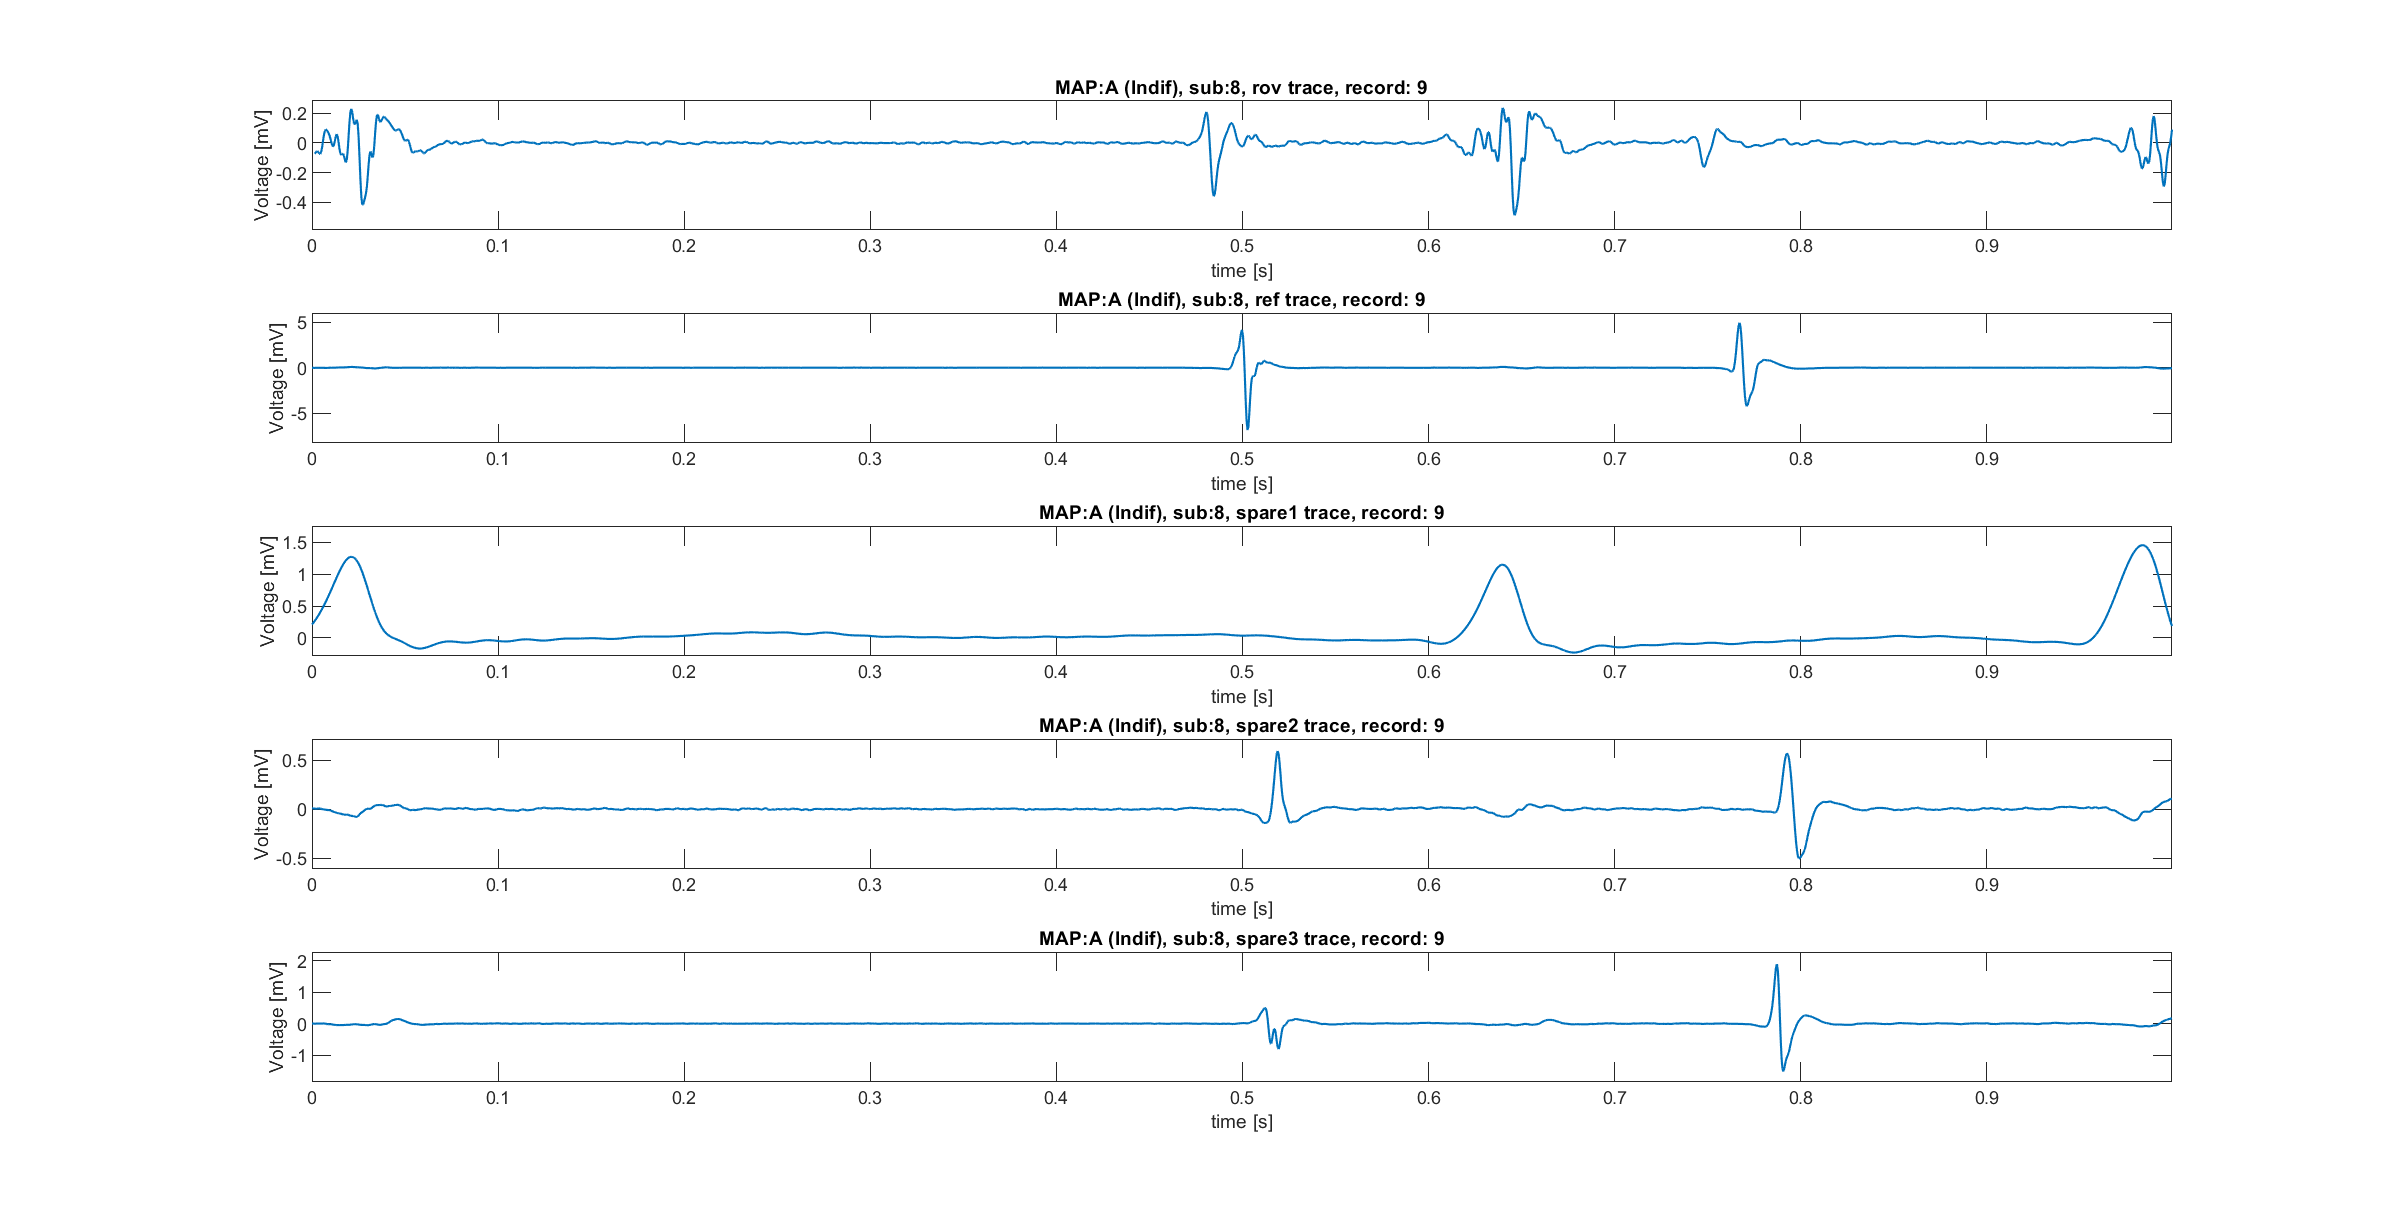 MAP:A (Indif), sub:8, rov trace, record: 9
Voltage [mV]
0.2
0
-0.2
-0.4
0 0.1 0.2 0.3 0.4 0.5 0.6 0.7 0.8 0.9
time [s]
MAP:A (Indif), sub:8, ref trace, record: 9
Voltage [mV]
5
0
-5
0 0.1 0.2 0.3 0.4 0.5 0.6 0.7 0.8 0.9
time [s]
MAP:A (Indif), sub:8, spare1 trace, record: 9
Voltage [mV]
1.5
1
0.5
0
0 0.1 0.2 0.3 0.4 0.5 0.6 0.7 0.8 0.9
time [s]
MAP:A (Indif), sub:8, spare2 trace, record: 9
Voltage [mV]
0.5
0
-0.5
0 0.1 0.2 0.3 0.4 0.5 0.6 0.7 0.8 0.9
time [s]
MAP:A (Indif), sub:8, spare3 trace, record: 9
Voltage [mV]
2
1
0
-1
0 0.1 0.2 0.3 0.4 0.5 0.6 0.7 0.8 0.9
time [s]